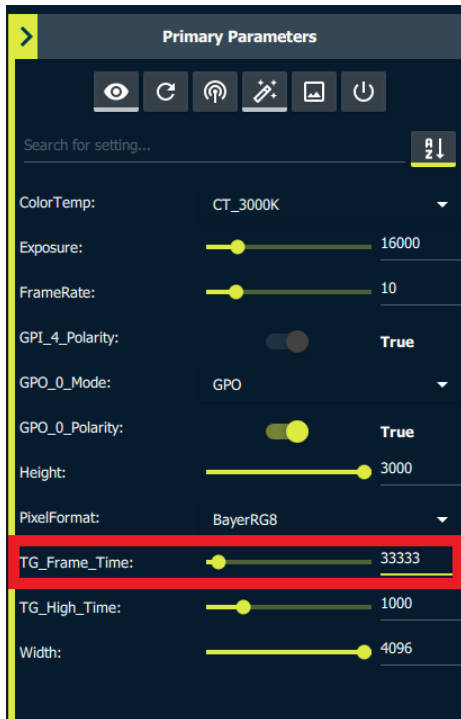 Primary Parameters
Search for setting...
A
Z
ColorTemp: CT_3000K
Exposure: 16000
FrameRate: 10
GPI_4_Polarity: True
GPO_0_Mode: GPO
GPO_0_Polarity: True
Height: 3000
PixelFormat: BayerRG8
TG_Frame_Time: 33333
TG_High_Time: 1000
Width: 4096